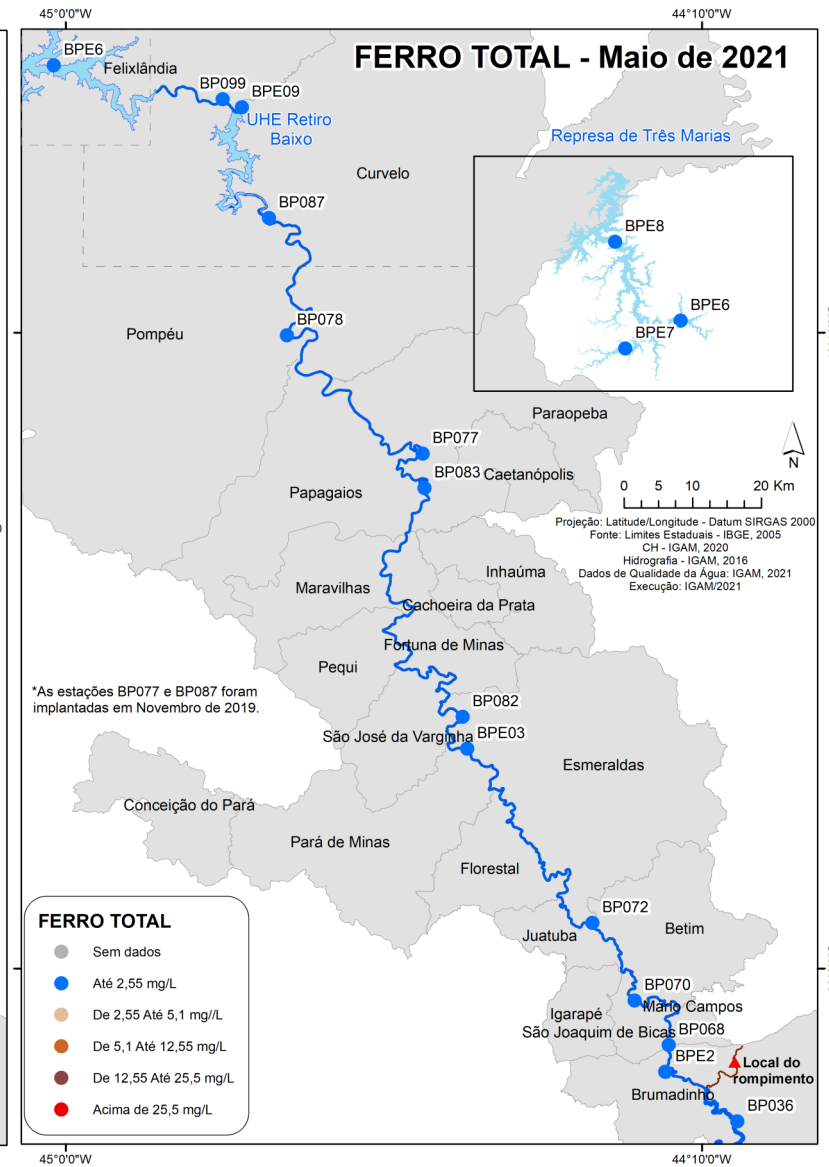 45°0'0"W
44°10'0"W
FERRO TOTAL - Maio de 2021
BPE6
Felixlândia
BP099
BPE09
UHE Retiro
Baixo
Represa de Três Marias
Curvelo
BP087
BPE8
BPE6
BPE7
BP078
Pompéu
Paraopeba
BP077
BP083
Caetanópolis
Papagaios
N
0 5 10 20 Km
Projeção: Latitude/Longitude - Datum SIRGAS 2000
Fonte: Limites Estaduais - IBGE, 2005
CH - IGAM, 2020
Hidrografia - IGAM, 2016
Dados de Qualidade da Água: IGAM, 2021
Execução: IGAM/2021
Inhaúma
Maravilhas
Cachoeira da Prata
Fortuna de Minas
Pequi
*As estações BP077 e BP087 foram
implantadas em Novembro de 2019.
BP082
São José da Varginha
BPE03
Esmeraldas
Conceição do Pará
Pará de Minas
Florestal
BP072
Juatuba
Betim
BP070
Mário Campos
Igarapé
São Joaquim de Bicas
BP068
BPE2
Local do
rompimento
Brumadinho
BP036
FERRO TOTAL
Sem dados
Até 2,55 mg/L
De 2,55 Até 5,1 mg//L
De 5,1 Até 12,55 mg/L
De 12,55 Até 25,5 mg/L
Acima de 25,5 mg/L
45°0'0"W
44°10'0"W